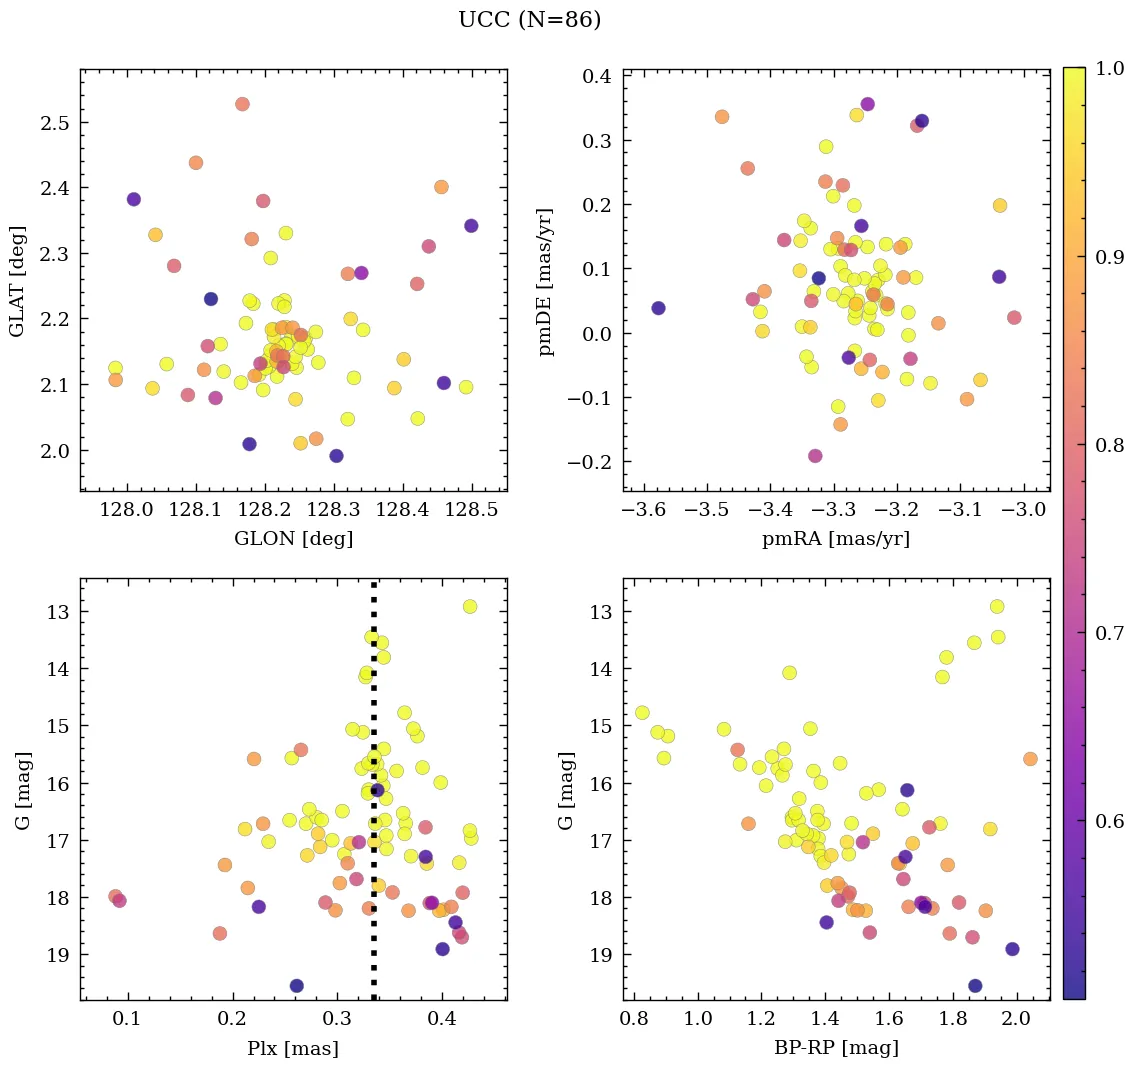 UCC (N=86)
2.5
2.4
2.3
2.2
2.1
2.0
GLAT [deg]
128.0 128.1 128.2 128.3 128.4 128.5
GLON [deg]
0.4
0.3
0.2
0.1
0.0
−0.1
−0.2
pmDE [mas/yr]
−3.6 −3.5 −3.4 −3.3 −3.2 −3.1 −3.0
pmRA [mas/yr]
13
14
15
16
17
18
19
G [mag]
0.1 0.2 0.3 0.4
Plx [mas]
13
14
15
16
17
18
19
G [mag]
0.8 1.0 1.2 1.4 1.6 1.8 2.0
BP-RP [mag]
1.0
0.9
0.8
0.7
0.6